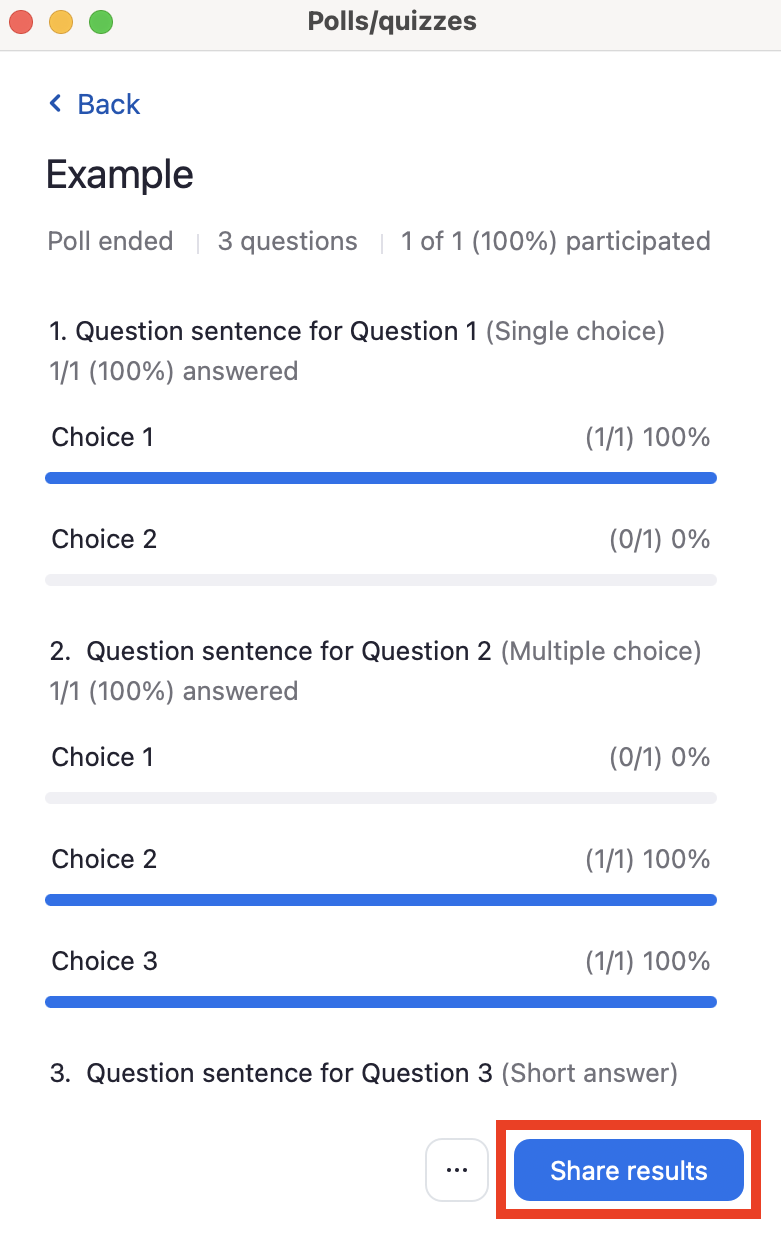 Polls/quizzes
Back
Example
Poll ended | 3 questions | 1 of 1 (100%) participated
1. Question sentence for Question 1 (Single choice)
1/1 (100%) answered
Choice 1 (1/1) 100%
Choice 2 (0/1) 0%
2. Question sentence for Question 2 (Multiple choice)
1/1 (100%) answered
Choice 1 (0/1) 0%
Choice 2 (1/1) 100%
Choice 3 (1/1) 100%
3. Question sentence for Question 3 (Short answer)
... Share results